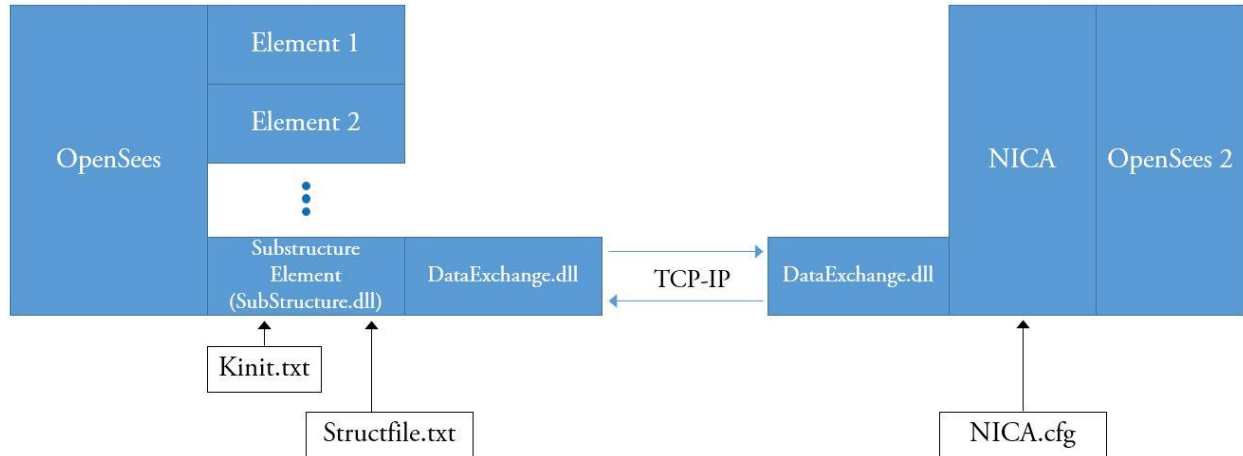 Element 1
Element 2
OpenSees
NICA
OpenSees 2
Substructure
Element
(SubStructure.dll)
DataExchange.dll
TCP-IP
DataExchange.dll
Kinit.txt
Structfile.txt
NICA.cfg